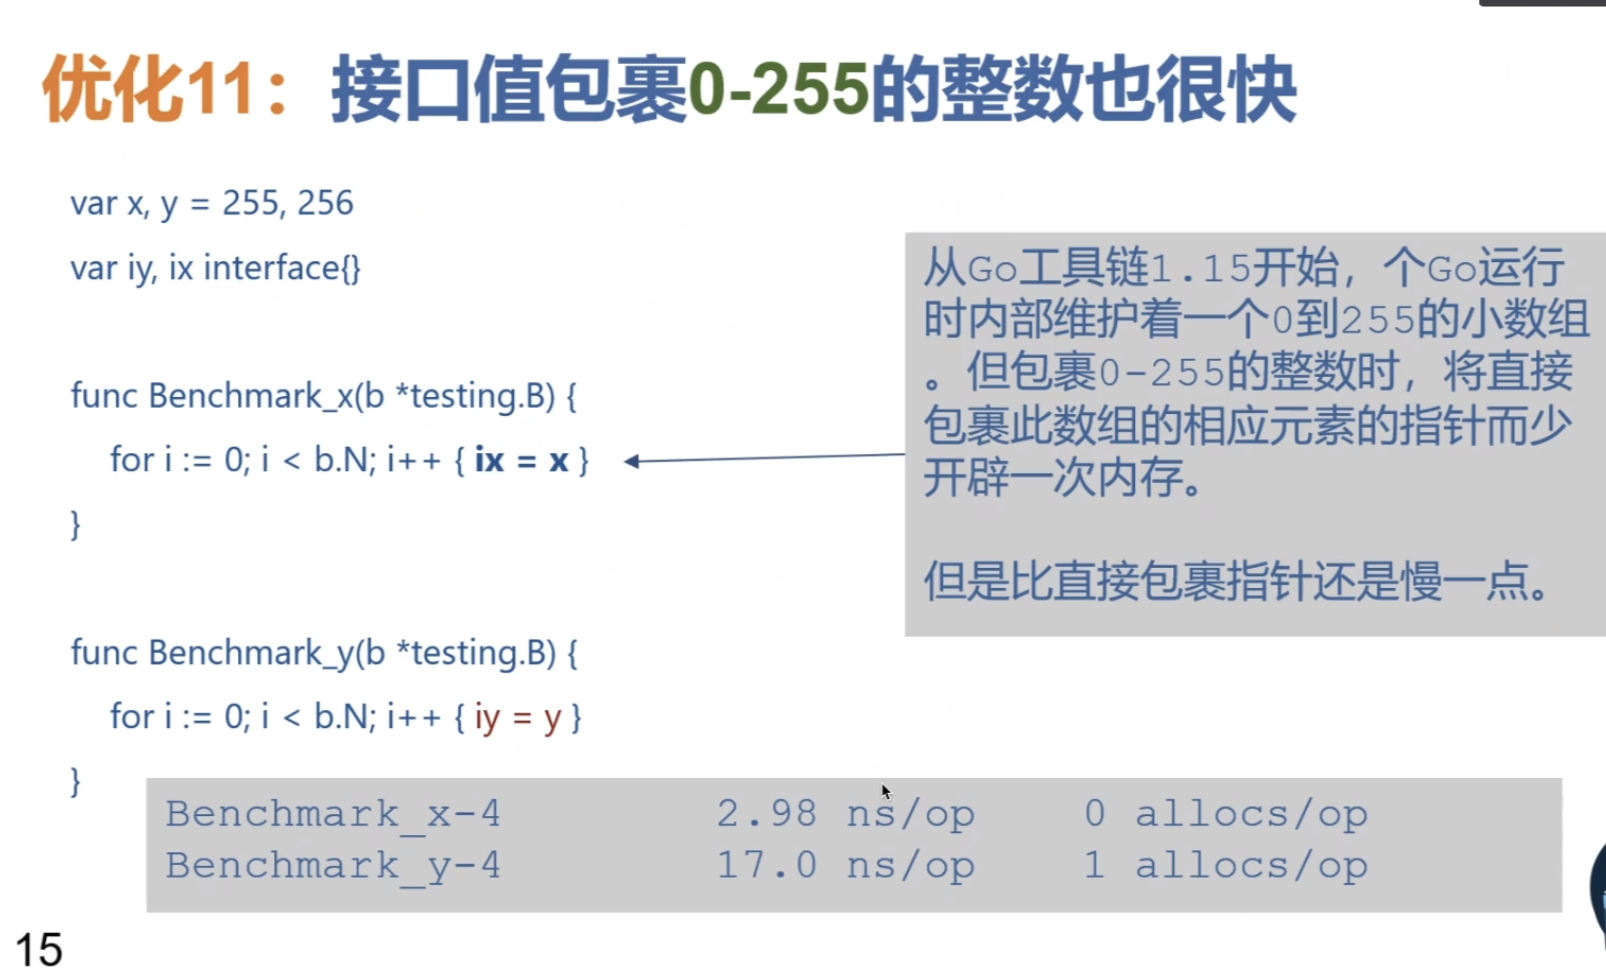 优化11：接口值包裹0-255的整数也很快
var x, y = 255, 256
var iy, ix interface{}
func Benchmark_x(b *testing.B) {
for i := 0; i < b.N; i++ { ix = x }
}
func Benchmark_y(b *testing.B) {
for i := 0; i < b.N; i++ { iy = y }
}
从Go工具链1.15开始，个Go运行
时内部维护着一个0到255的小数组
。但包裹0-255的整数时，将直接
包裹此数组的相应元素的指针而少
开辟一次内存。
但是比直接包裹指针还是慢一点。
Benchmark_x-4 2.98 ns/op 0 allocs/op
Benchmark_y-4 17.0 ns/op 1 allocs/op
15